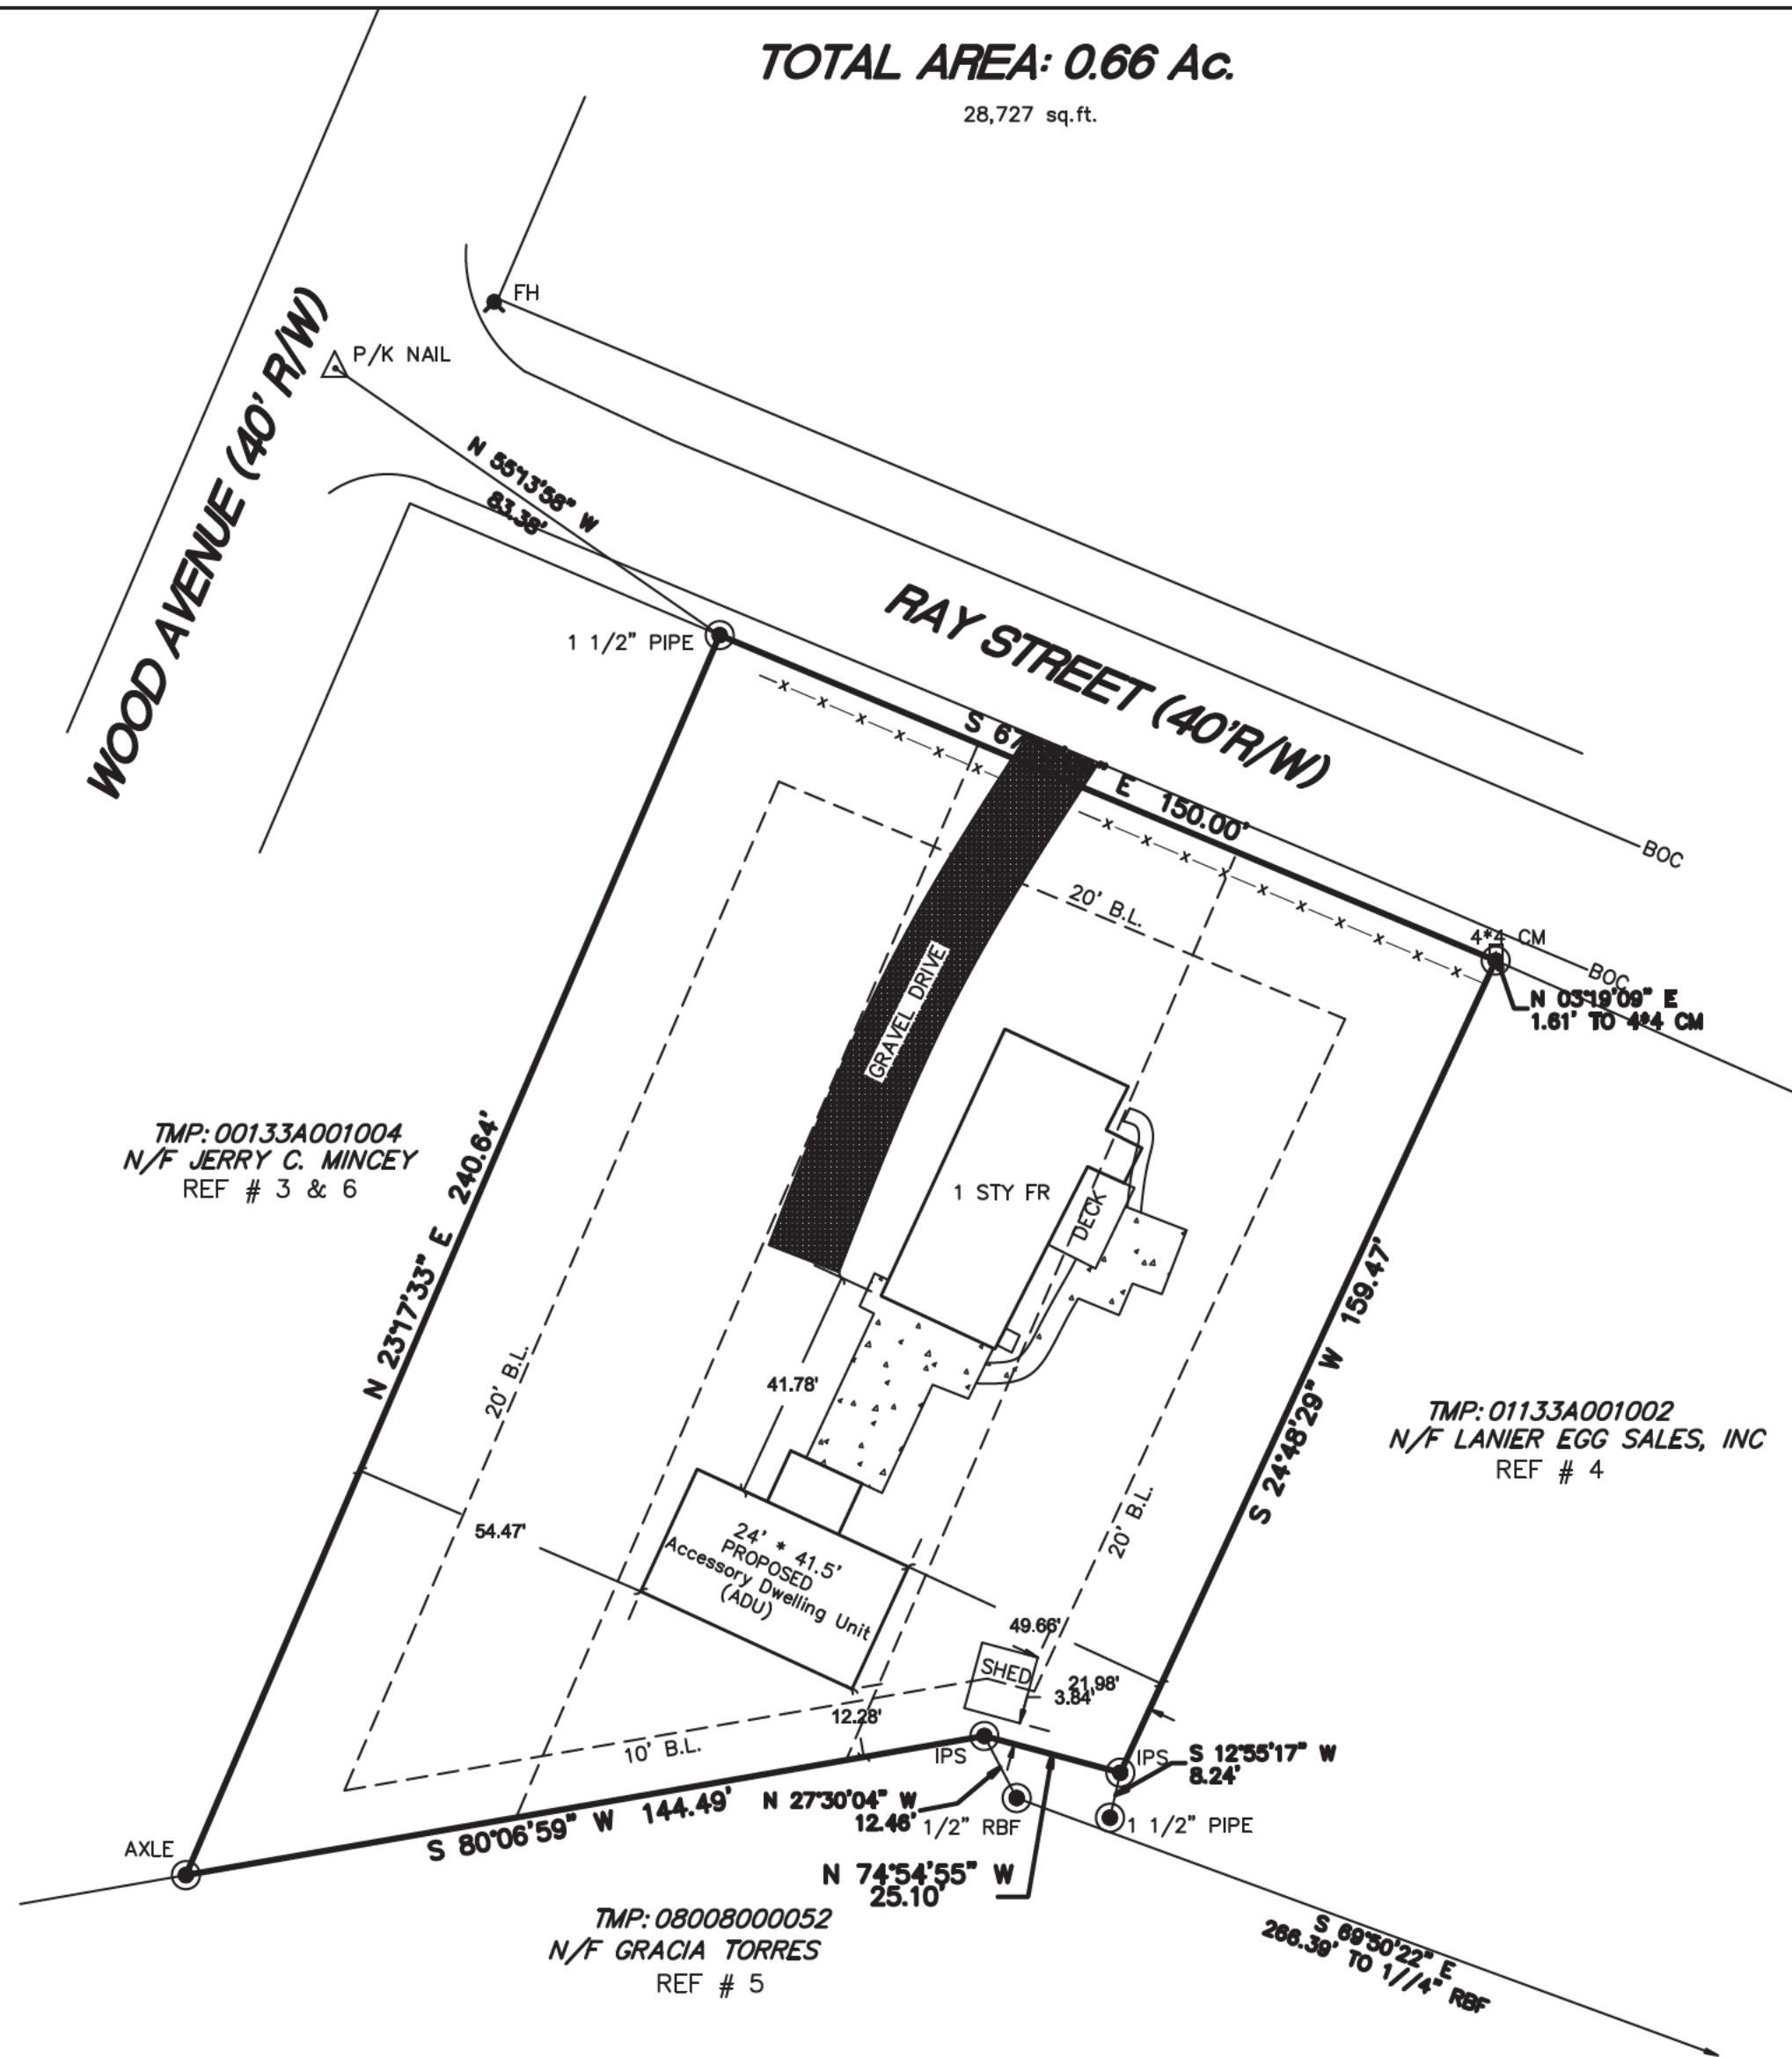 TOTAL AREA: 0.66 Ac.
28,727 sq.ft.
FH
P/K NAIL
WOOD AVENUE (40' R/W)
N 55°13'58" W
83.38'
RAY STREET (40'R/W)
1 1/2" PIPE
S 67
E 150.00'
BOC
20' B.L.
4*4 CM
BOC
N 03°19'09" E
1.61' TO 4*4 CM
GRAVEL DRIVE
TMP: 00133A001004
N/F JERRY C. MINCEY
REF # 3 & 6
N 23°17'33" E 240.64'
1 STY FR
DECK
S 24°48'29" W 159.47'
20' B.L.
41.78'
TMP: 01133A001002
N/F LANIER EGG SALES, INC
REF # 4
20' B.L.
54.47'
24' * 41.5'
PROPOSED
Accessory Dwelling Unit
(ADU)
49.66'
SHED
21.98'
3.84'
12.28'
10' B.L.
IPS
IPS
S 12°55'17" W
8.24'
N 27°30'04" W
12.46'
1/2" RBF
1 1/2" PIPE
S 80°06'59" W 144.49'
AXLE
N 74°54'55" W
25.10'
TMP: 08008000052
N/F GRACIA TORRES
REF # 5
S 69°50'22" E
266.39' TO 1//4" RBF